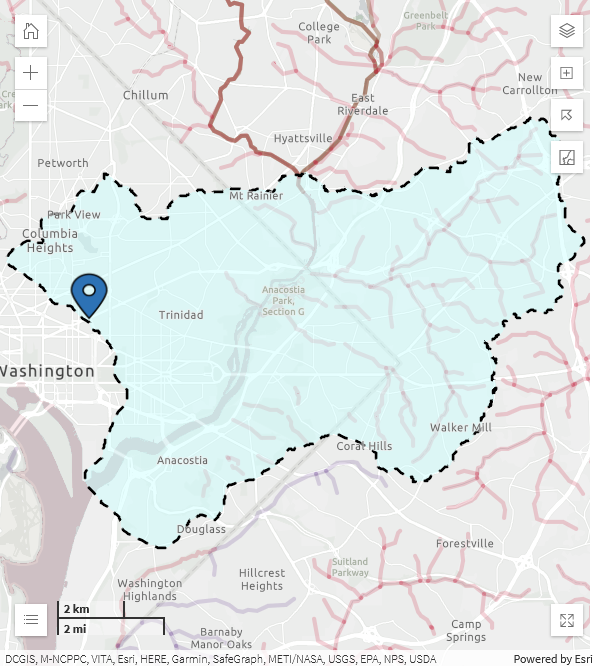 College
Park
Greenbelt
Park
Cre
Park
New
Carrollton
Chillum
East
Riverdale
Hyattsville
Petworth
Mt Rainier
Park View
Columbia
Heights
Anacostia
Park,
Section G
Trinidad
Washington
Walker Mill
Coral Hills
Anacostia
Douglass
Forestville
Suitland
Parkway
Hillcrest
Heights
Washington
Highlands
2 km
2 mi
Camp
Springs
Barnaby
Manor Oaks
DCGIS, M-NCPPC, VITA, Esri, HERE, Garmin, SafeGraph, METI/NASA, USGS, EPA, NPS, USDA
Powered by Esri